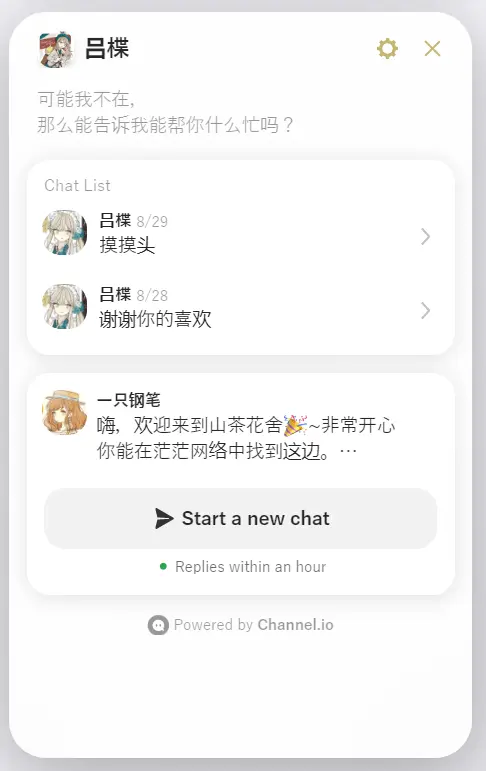 吕楪
可能我不在,
那么能告诉我能帮你什么忙吗？
Chat List
吕楪 8/29
摸摸头
吕楪 8/28
谢谢你的喜欢
一只钢笔
嗨，欢迎来到山茶花舍🎉~非常开心
你能在茫茫网络中找到这边。…
Start a new chat
Replies within an hour
Powered by Channel.io